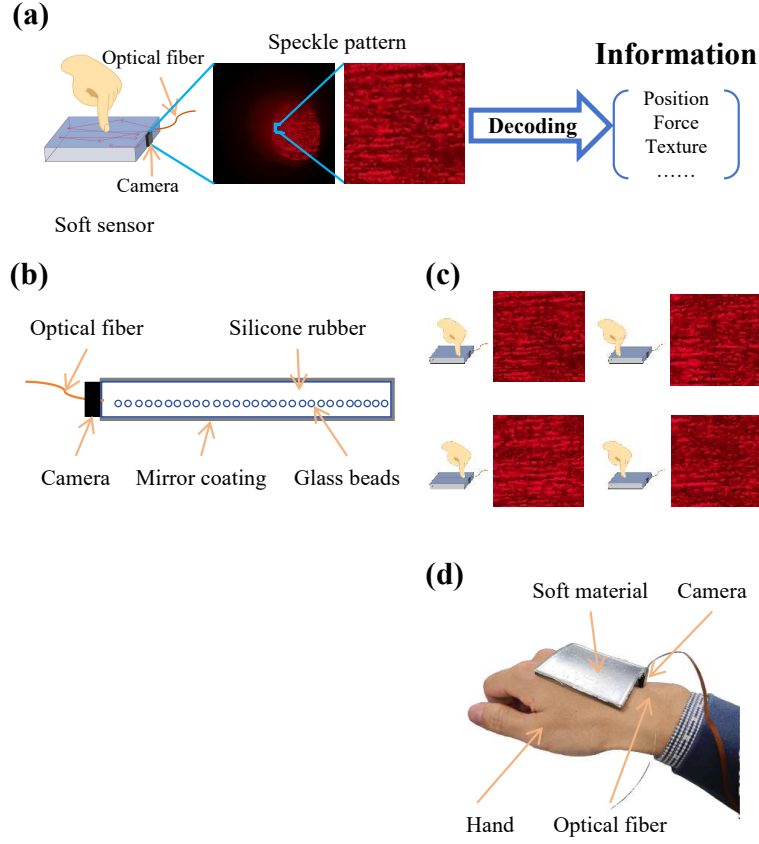 (a)
Optical fiber
Speckle pattern
Information
Decoding
Position
Force
Texture
……
Camera
Soft sensor
(b)
Optical fiber
Silicone rubber
Camera
Mirror coating
Glass beads
(c)
(d)
Soft material
Camera
Hand
Optical fiber